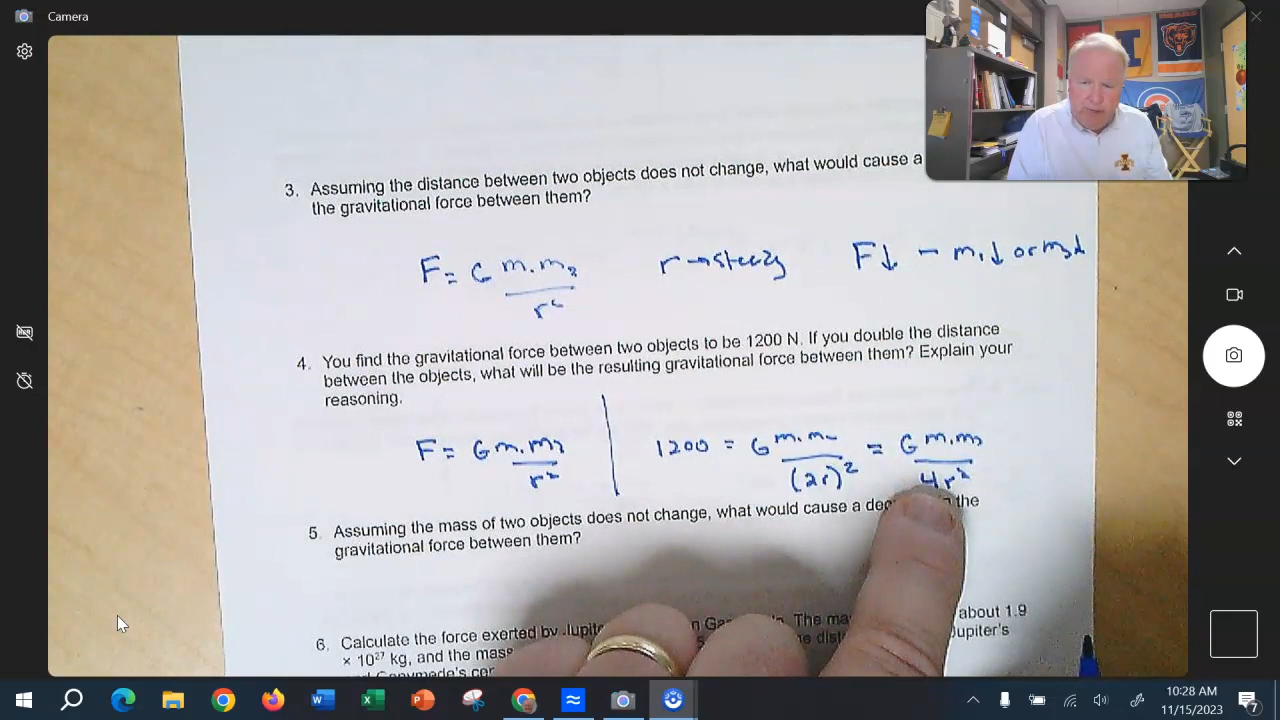 Camera
3. Assuming the distance between two objects does not change, what would cause a
the gravitational force between them?
F = G m₁m₂ / r² r → steady F↓ – m₁↓ or m₂↓
4. You find the gravitational force between two objects to be 1200 N. If you double the distance
between the objects, what will be the resulting gravitational force between them? Explain your
reasoning.
F = G m₁m₂ / r² 1200 = G m₁m₂ / (2r)² = G m₁m₂ / 4r²
5. Assuming the mass of two objects does not change, what would cause a the
gravitational force between them?
6. Calculate the force exerted by Jupite n Ga The ma about 1.9
× 10²⁷ kg, and the mass e dist Jupiter's
10:28 AM
11/15/2023
7